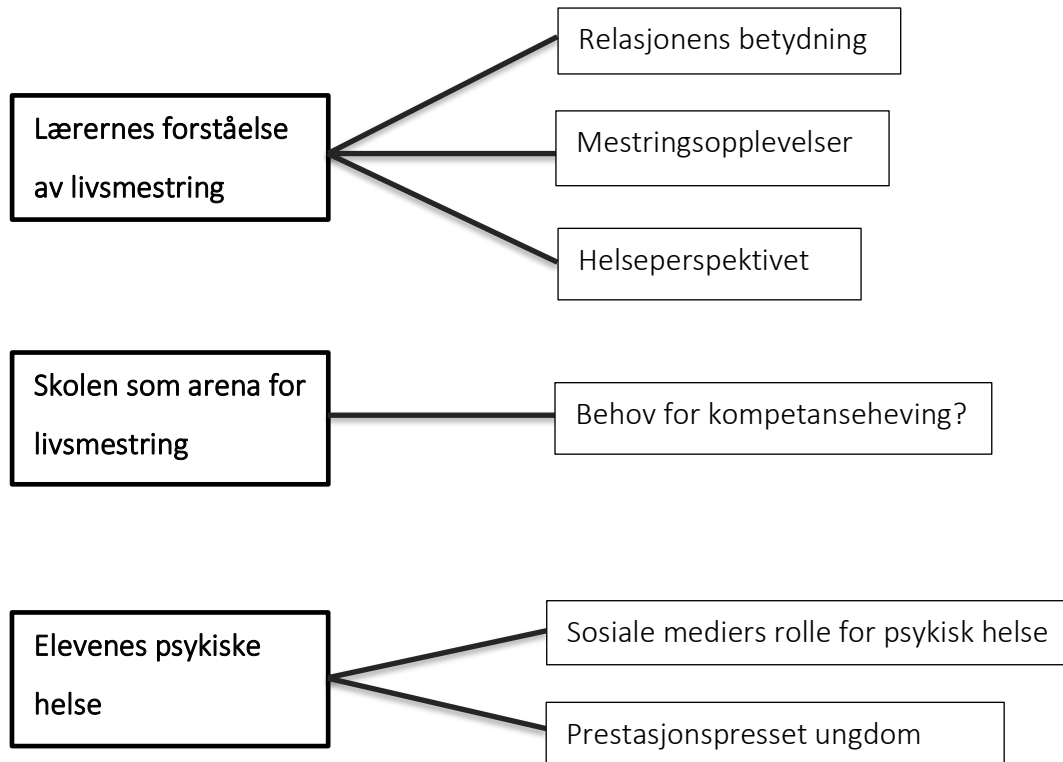 Lærernes forståelse
av livsmestring
Relasjonens betydning
Mestringsopplevelser
Helseperspektivet
Skolen som arena for
livsmestring
Behov for kompetanseheving?
Elevenes psykiske
helse
Sosiale mediers rolle for psykisk helse
Prestasjonspresset ungdom